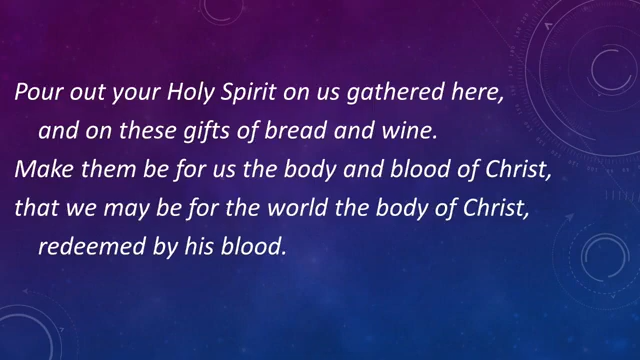 Pour out your Holy Spirit on us gathered here,
and on these gifts of bread and wine.
Make them be for us the body and blood of Christ,
that we may be for the world the body of Christ,
redeemed by his blood.